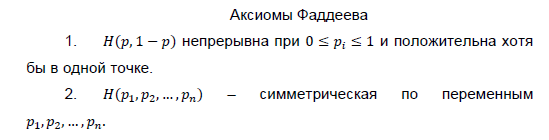 Аксиомы Фаддеева
1. H(p, 1 − p) непрерывна при 0 ≤ pᵢ ≤ 1 и положительна хотя
бы в одной точке.
2. H(p₁, p₂, …, pₙ) – симметрическая по переменным
p₁, p₂, …, pₙ.